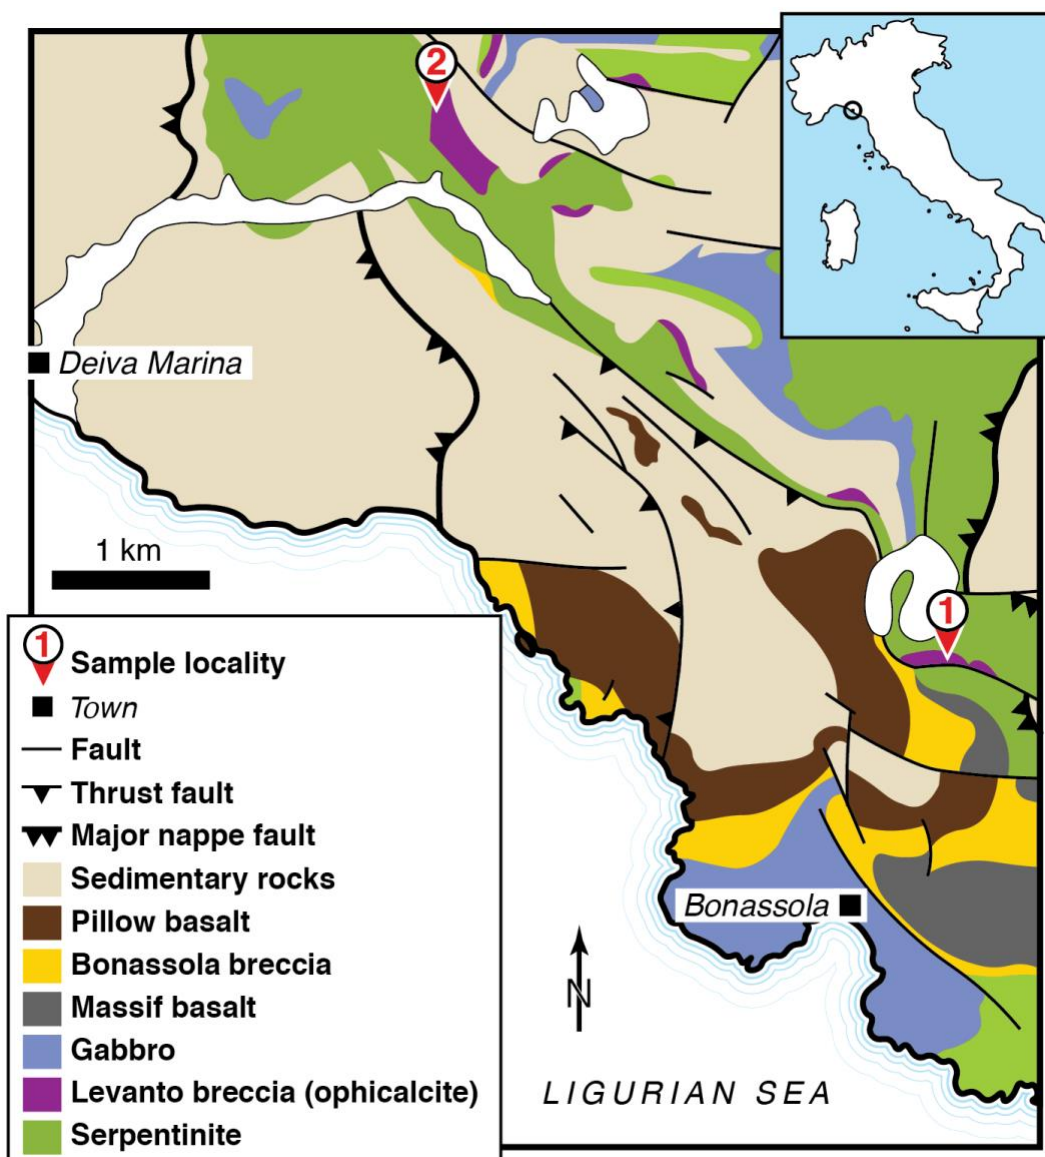 2
Deiva Marina
1 km
1
1
Sample locality
Town
Fault
Thrust fault
Major nappe fault
Sedimentary rocks
Pillow basalt
Bonassola breccia
Massif basalt
Gabbro
Levanto breccia (ophicalcite)
Serpentinite
Bonassola
N
LIGURIAN SEA